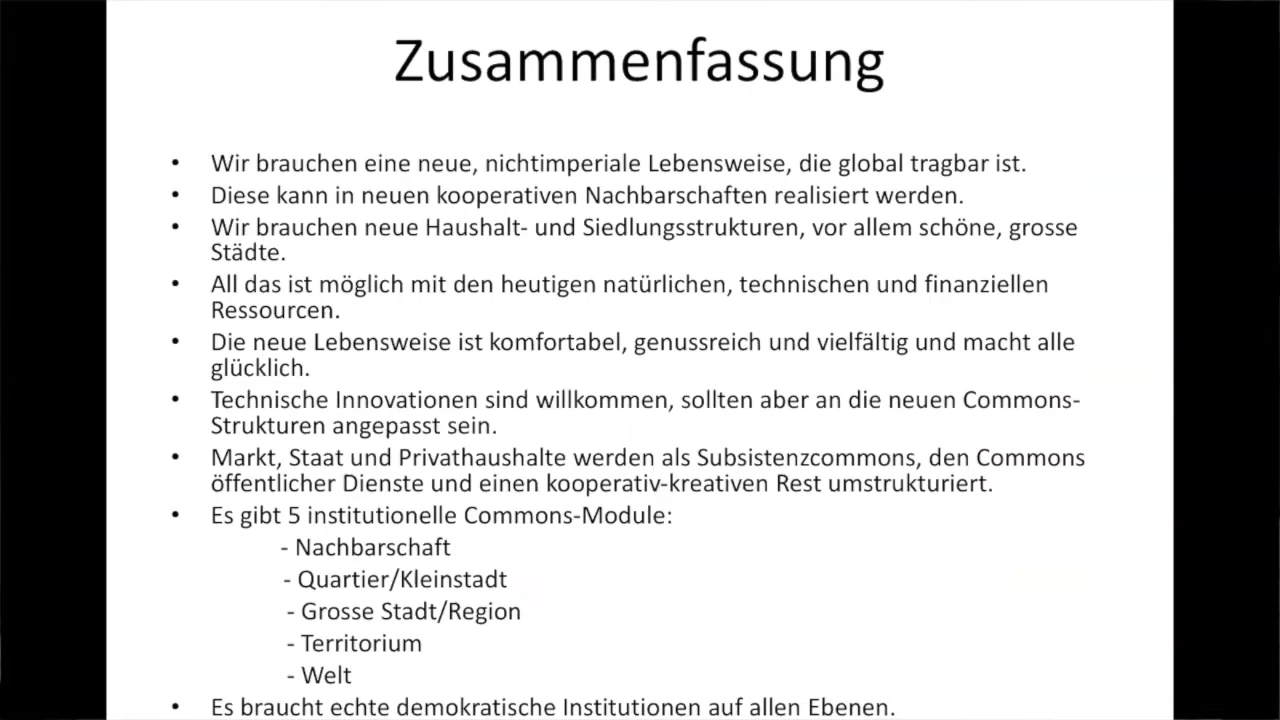 Zusammenfassung
• Wir brauchen eine neue, nichtimperiale Lebensweise, die global tragbar ist.
• Diese kann in neuen kooperativen Nachbarschaften realisiert werden.
• Wir brauchen neue Haushalt- und Siedlungsstrukturen, vor allem schöne, grosse
Städte.
• All das ist möglich mit den heutigen natürlichen, technischen und finanziellen
Ressourcen.
• Die neue Lebensweise ist komfortabel, genussreich und vielfältig und macht alle
glücklich.
• Technische Innovationen sind willkommen, sollten aber an die neuen Commons-
Strukturen angepasst sein.
• Markt, Staat und Privathaushalte werden als Subsistenzcommons, den Commons
öffentlicher Dienste und einen kooperativ-kreativen Rest umstrukturiert.
• Es gibt 5 institutionelle Commons-Module:
- Nachbarschaft
- Quartier/Kleinstadt
- Grosse Stadt/Region
- Territorium
- Welt
• Es braucht echte demokratische Institutionen auf allen Ebenen.